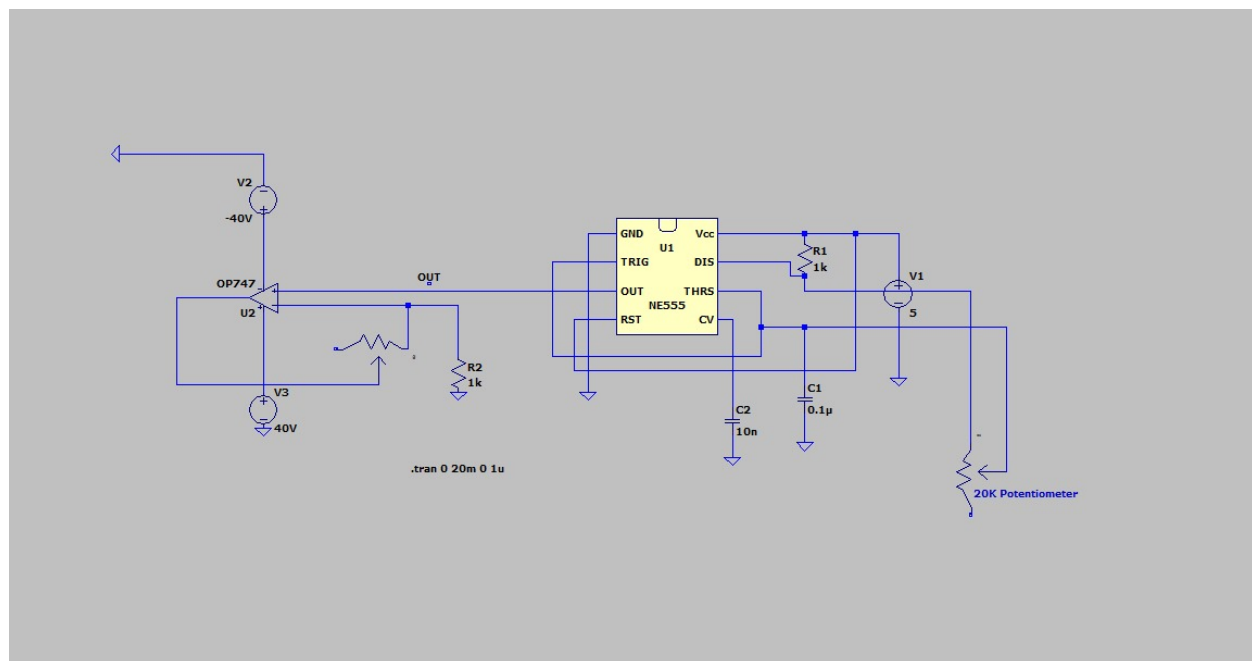 V2
-40V
OP747
U2
OUT
V3
40V
R2
1k
.tran 0 20m 0 1u
GND
TRIG
OUT
RST
U1
NE555
Vcc
DIS
THRS
CV
R1
1k
V1
5
C1
0.1µ
C2
10n
20K Potentiometer